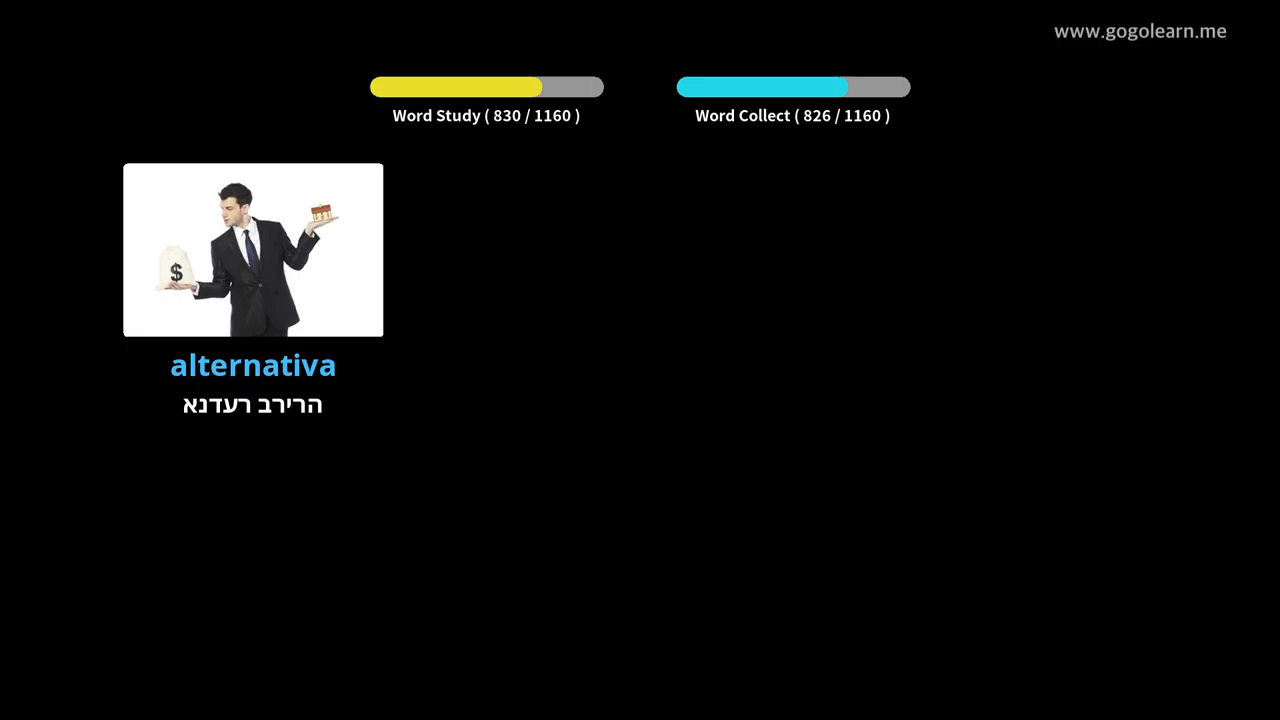 www.gogolearn.me
Word Study ( 830 / 1160 )
Word Collect ( 826 / 1160 )
alternativa
הרירב רעדנא